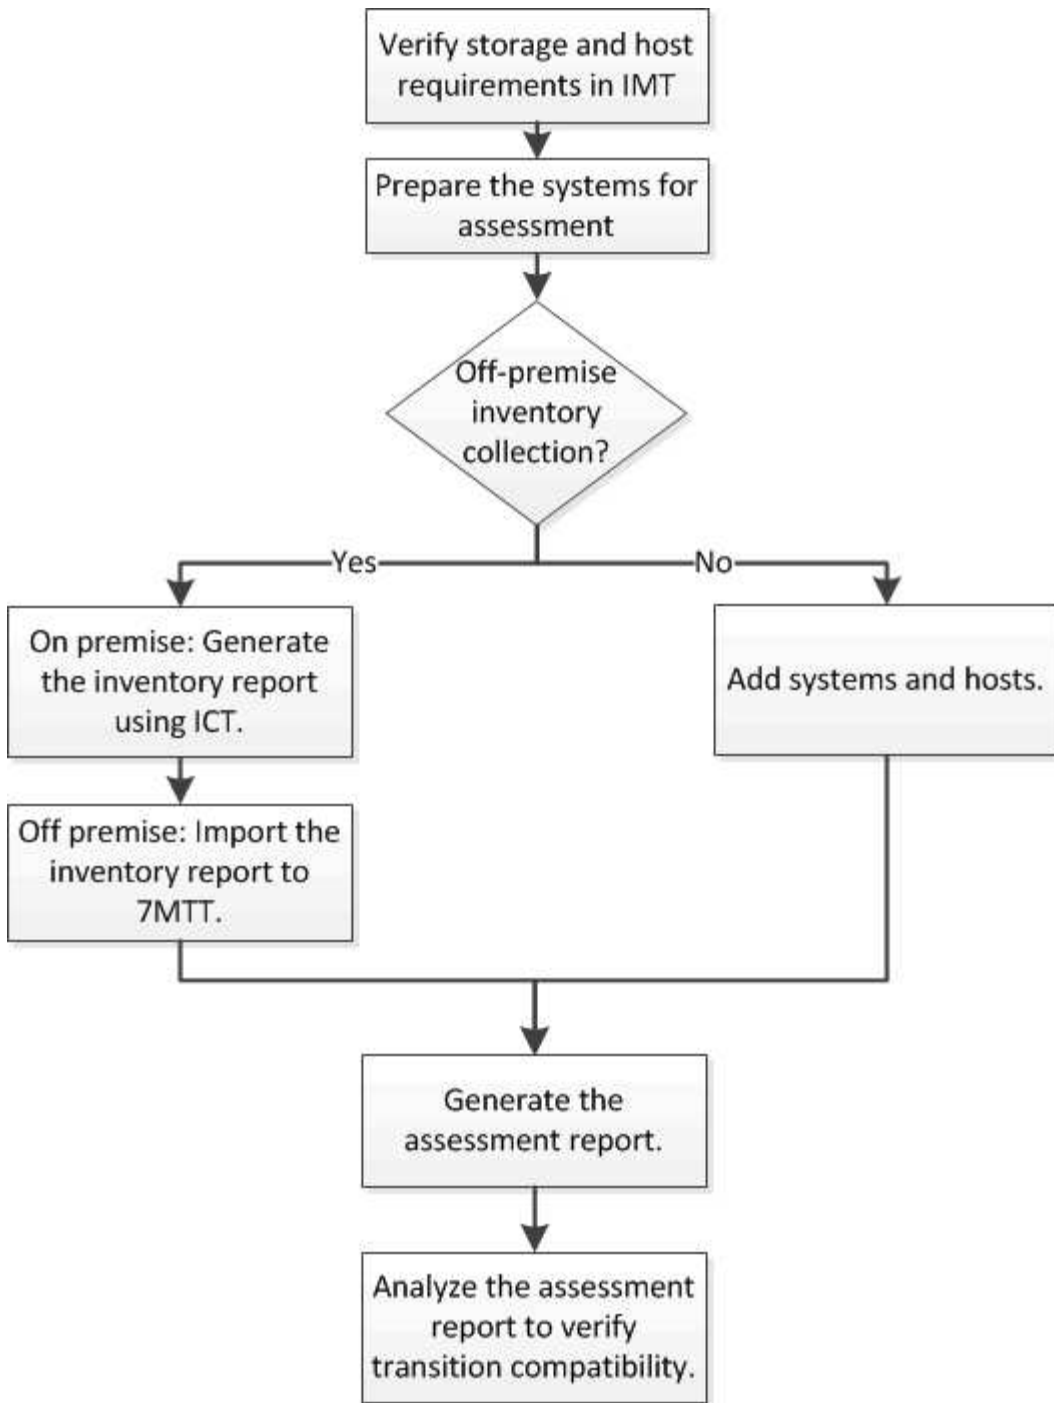 Verify storage and host
requirements in IMT
Prepare the systems for
assessment
Off-premise
inventory
collection?
Yes
No
On premise: Generate
the inventory report
using ICT.
Add systems and hosts.
Off premise: Import the
inventory report to
7MTT.
Generate the
assessment report.
Analyze the assessment
report to verify
transition compatibility.